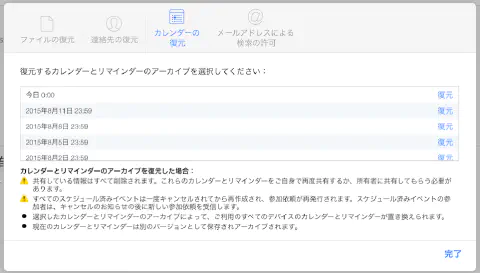 ファイルの復元
連絡先の復元
カレンダーの
復元
メールアドレスによる
検索の許可
復元するカレンダーとリマインダーのアーカイブを選択してください：
今日 0:00 復元
2015年8月11日 23:59 復元
2015年8月8日 23:59 復元
2015年8月5日 23:59 復元
2015年8月2日 23:59 復元
カレンダーとリマインダーのアーカイブを復元した場合：
共有している情報はすべて削除されます。これらのカレンダーとリマインダーをご自身で再度共有するか、所有者に共有してもらう必要が
あります。
すべてのスケジュール済みイベントは一度キャンセルされてから再作成され、参加依頼が再発行されます。スケジュール済みイベントの参
加者は、キャンセルのお知らせの後に新しい参加依頼を受信します。
● 選択したカレンダーとリマインダーのアーカイブによって、ご利用のすべてのデバイスのカレンダーとリマインダーが置き換えられます。
● 現在のカレンダーとリマインダーは別のバージョンとして保存されアーカイブされます。
完了